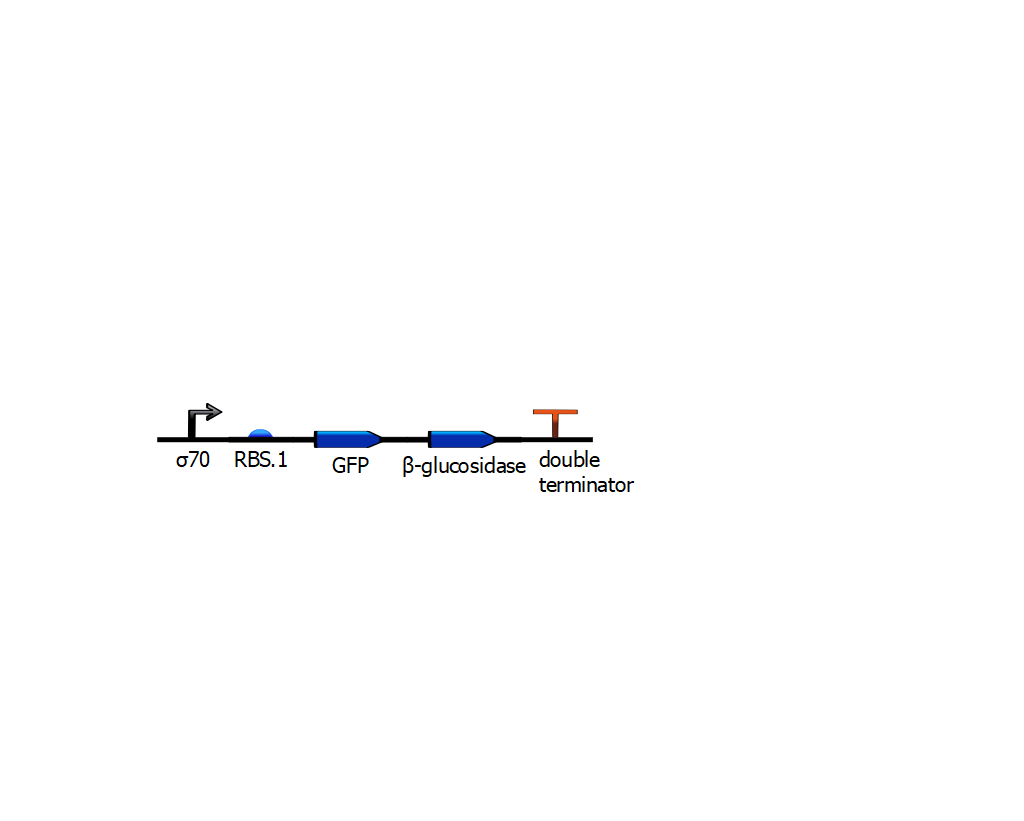 σ70
RBS.1
GFP
β-glucosidase
double
terminator